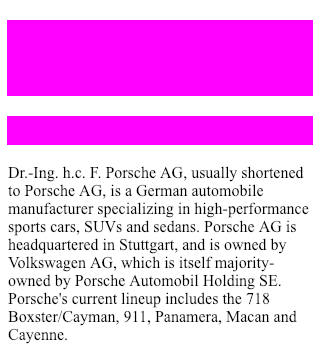 Dr.-Ing. h.c. F. Porsche AG, usually shortened
to Porsche AG, is a German automobile
manufacturer specializing in high-performance
sports cars, SUVs and sedans. Porsche AG is
headquartered in Stuttgart, and is owned by
Volkswagen AG, which is itself majority-
owned by Porsche Automobil Holding SE.
Porsche's current lineup includes the 718
Boxster/Cayman, 911, Panamera, Macan and
Cayenne.